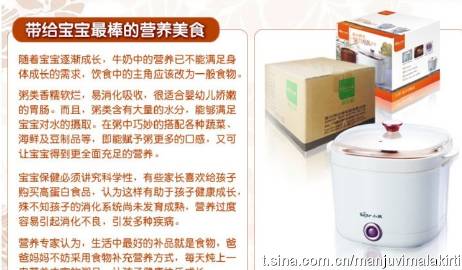 带给宝宝最棒的营养美食
随着宝宝逐渐成长，牛奶中的营养已不能满足身
体成长的需求，饮食中的主角应该改为一般食物。
粥类香精软烂，易消化吸收，很适合婴幼儿娇嫩
的胃肠。而且，粥类含有大量的水分，能够满足
宝宝对水的摄取。在粥中巧妙的搭配各种蔬菜、
海鲜及豆制品等，即能赋予粥更多的口感，又可
让宝宝得到更全面充足的营养。
宝宝保健必须讲究科学性，有些家长喜欢给孩子
购买高蛋白食品，认为这样有助于孩子健康成长，
殊不知孩子的消化系统尚未发育成熟，营养过度
容易引起消化不良，引发多种疾病。
营养专家认为，生活中最好的补品就是食物，爸
爸妈妈不妨采用食物补充营养方式，每天炖上一
Bear小熊
t.sina.com.cn/manjuvimalakirti